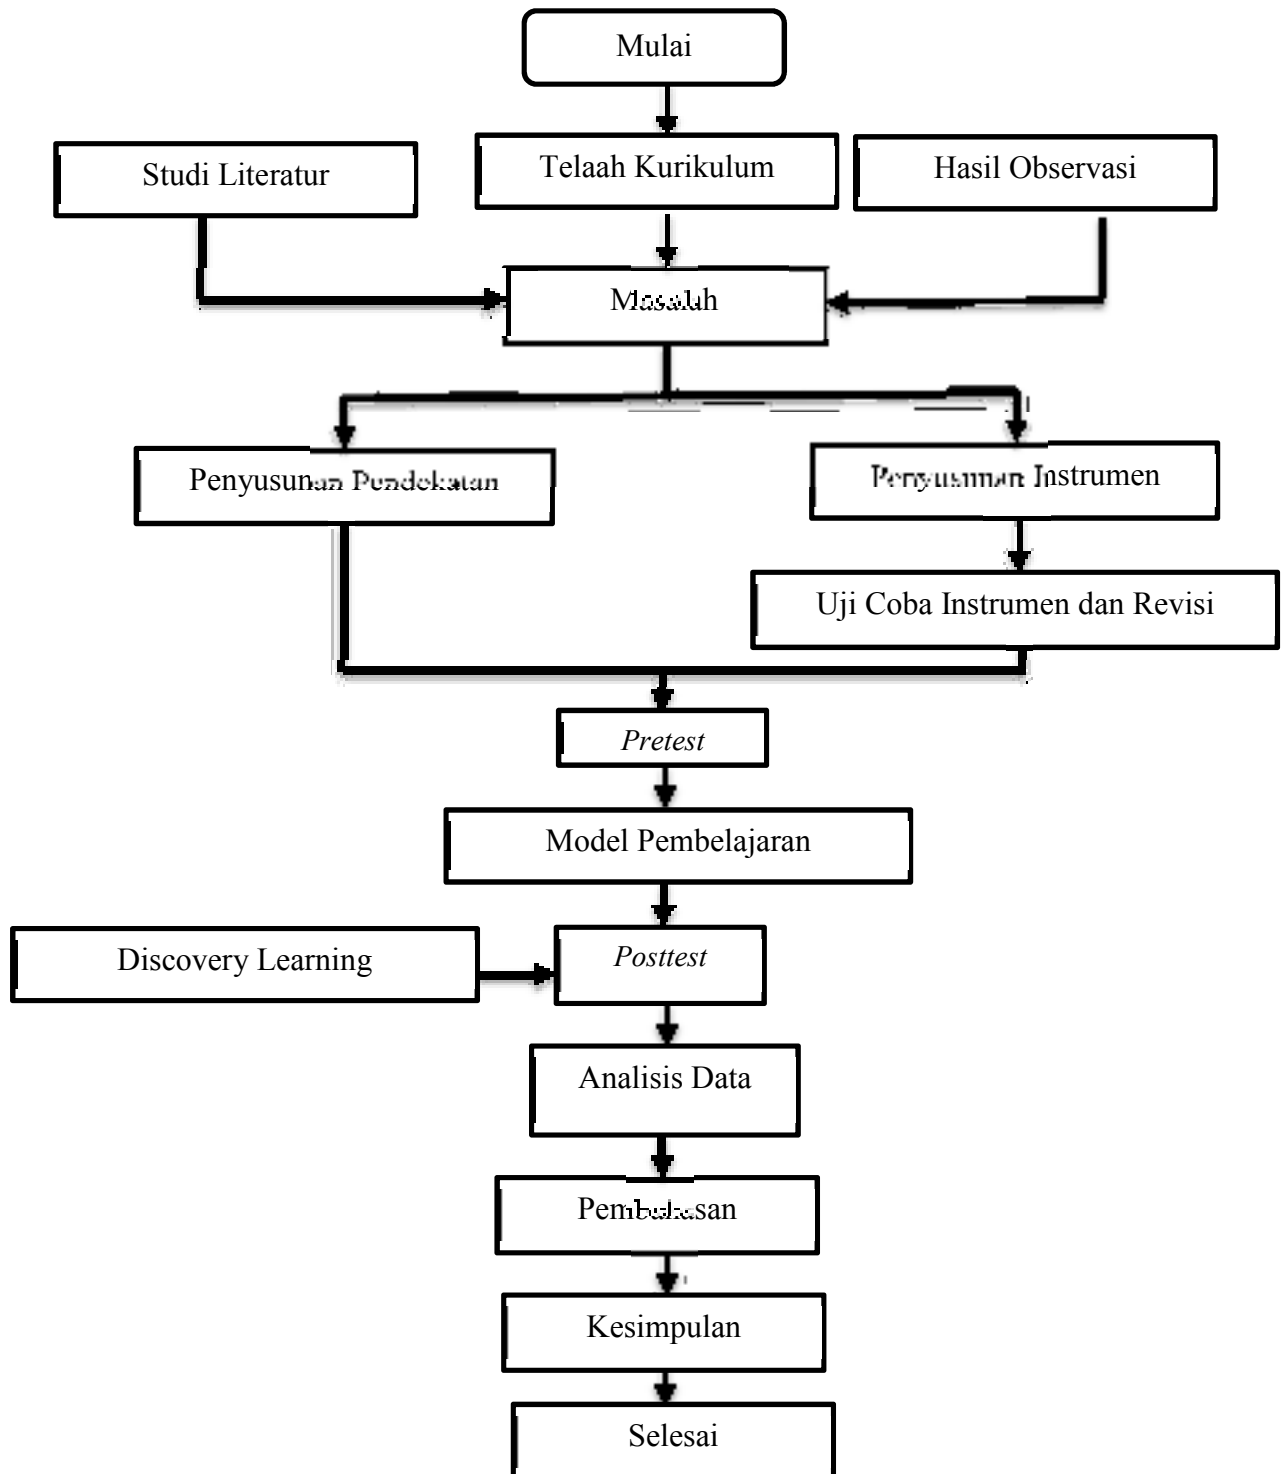 Mulai
Studi Literatur
Telaah Kurikulum
Hasil Observasi
Masalah
Penyusunan Pendekatan
Penyusunan Instrumen
Uji Coba Instrumen dan Revisi
Pretest
Model Pembelajaran
Discovery Learning
Posttest
Analisis Data
Pembahasan
Kesimpulan
Selesai